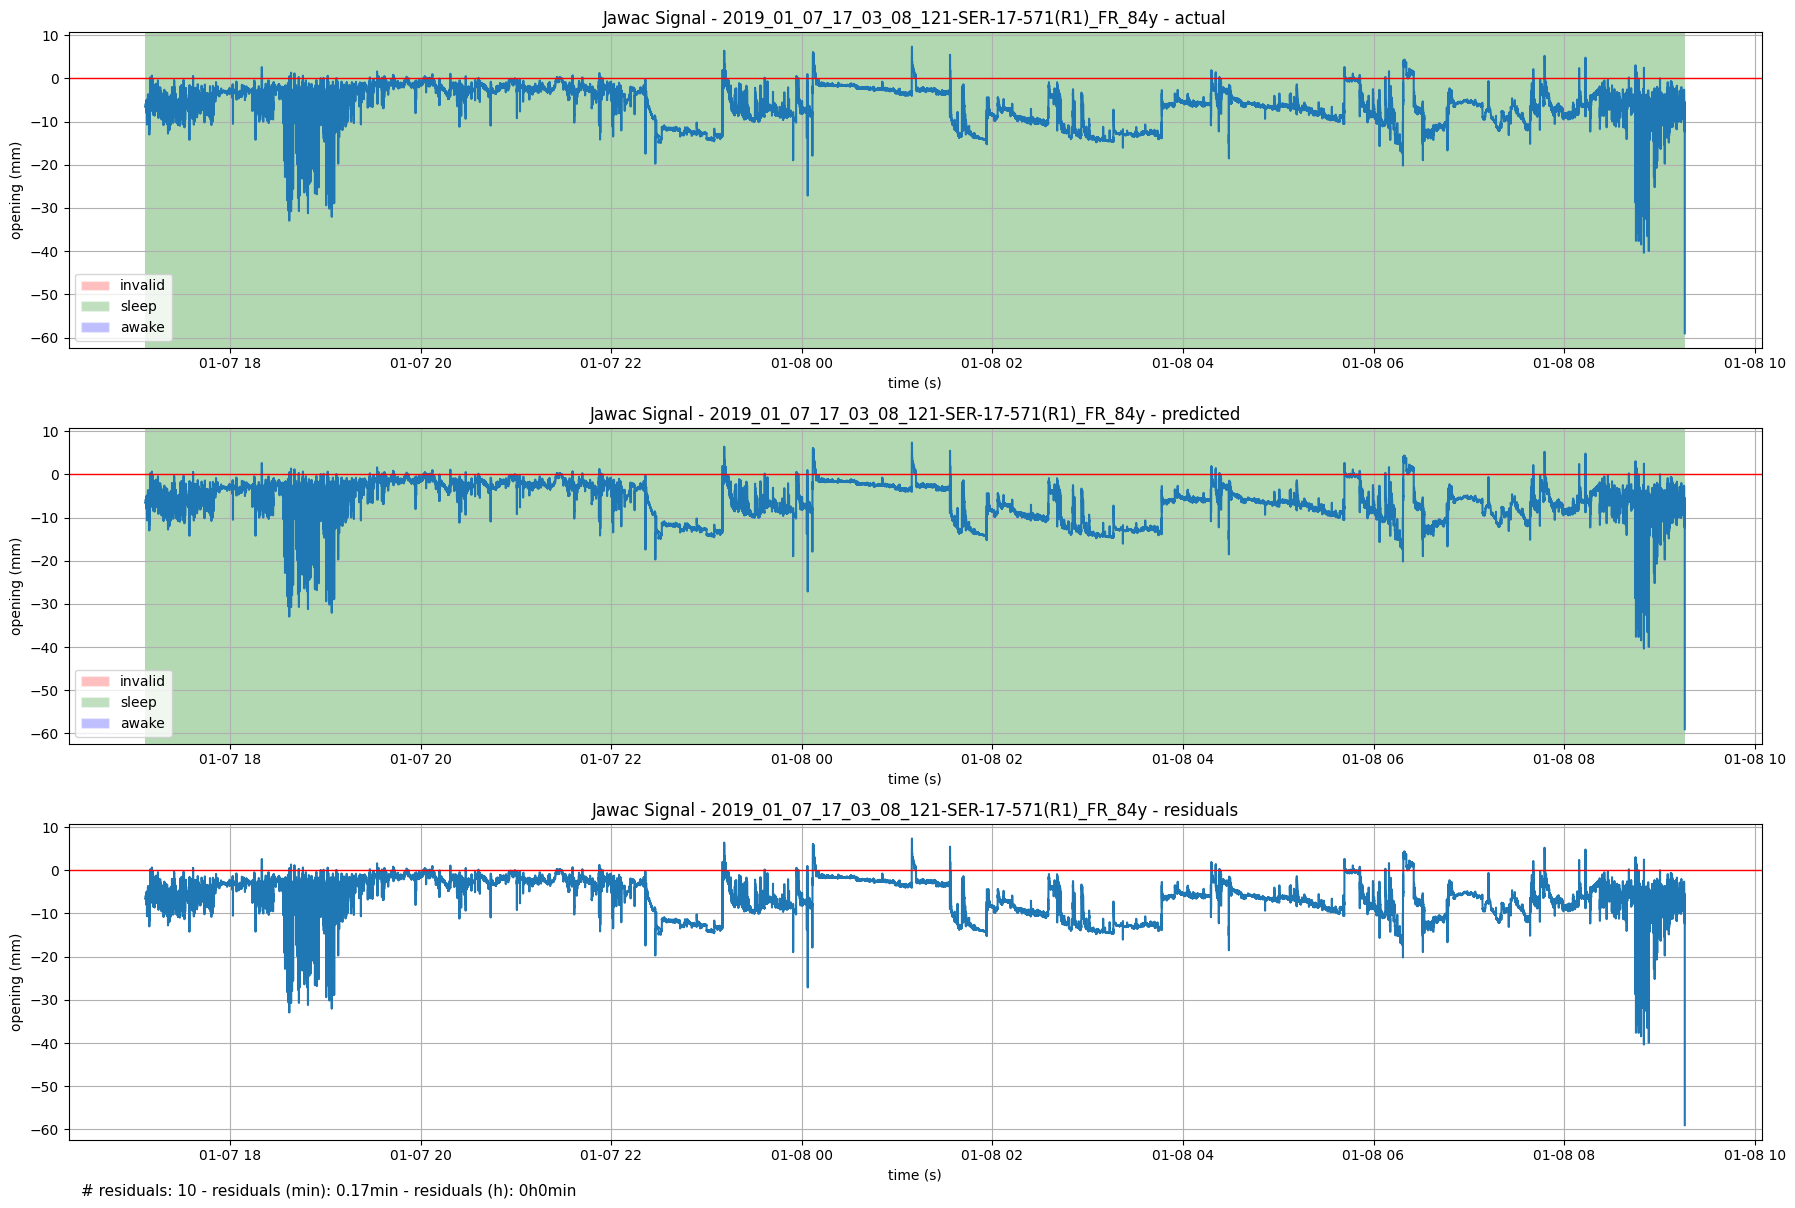 Jawac Signal - 2019_01_07_17_03_08_121-SER-17-571(R1)_FR_84y - actual
opening (mm)
10
0
−10
−20
−30
−40
−50
−60
invalid
sleep
awake
01-07 18 01-07 20 01-07 22 01-08 00 01-08 02 01-08 04 01-08 06 01-08 08 01-08 10
time (s)
Jawac Signal - 2019_01_07_17_03_08_121-SER-17-571(R1)_FR_84y - predicted
opening (mm)
10
0
−10
−20
−30
−40
−50
−60
invalid
sleep
awake
01-07 18 01-07 20 01-07 22 01-08 00 01-08 02 01-08 04 01-08 06 01-08 08 01-08 10
time (s)
Jawac Signal - 2019_01_07_17_03_08_121-SER-17-571(R1)_FR_84y - residuals
opening (mm)
10
0
−10
−20
−30
−40
−50
−60
01-07 18 01-07 20 01-07 22 01-08 00 01-08 02 01-08 04 01-08 06 01-08 08 01-08 10
time (s)
# residuals: 10 - residuals (min): 0.17min - residuals (h): 0h0min